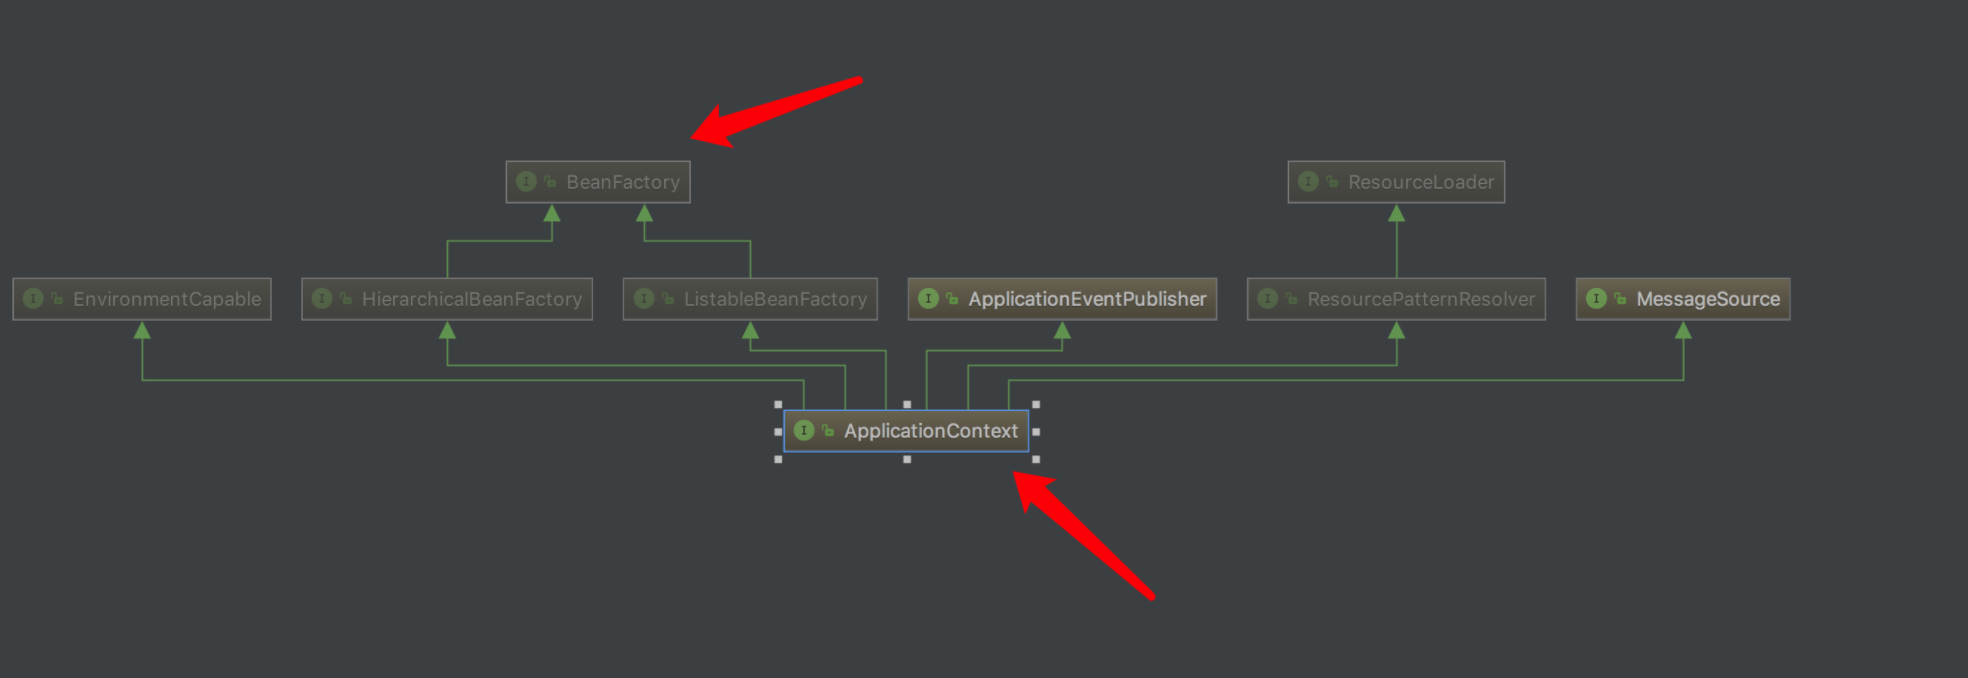 BeanFactory
ResourceLoader
EnvironmentCapable
HierarchicalBeanFactory
ListableBeanFactory
ApplicationEventPublisher
ResourcePatternResolver
MessageSource
ApplicationContext